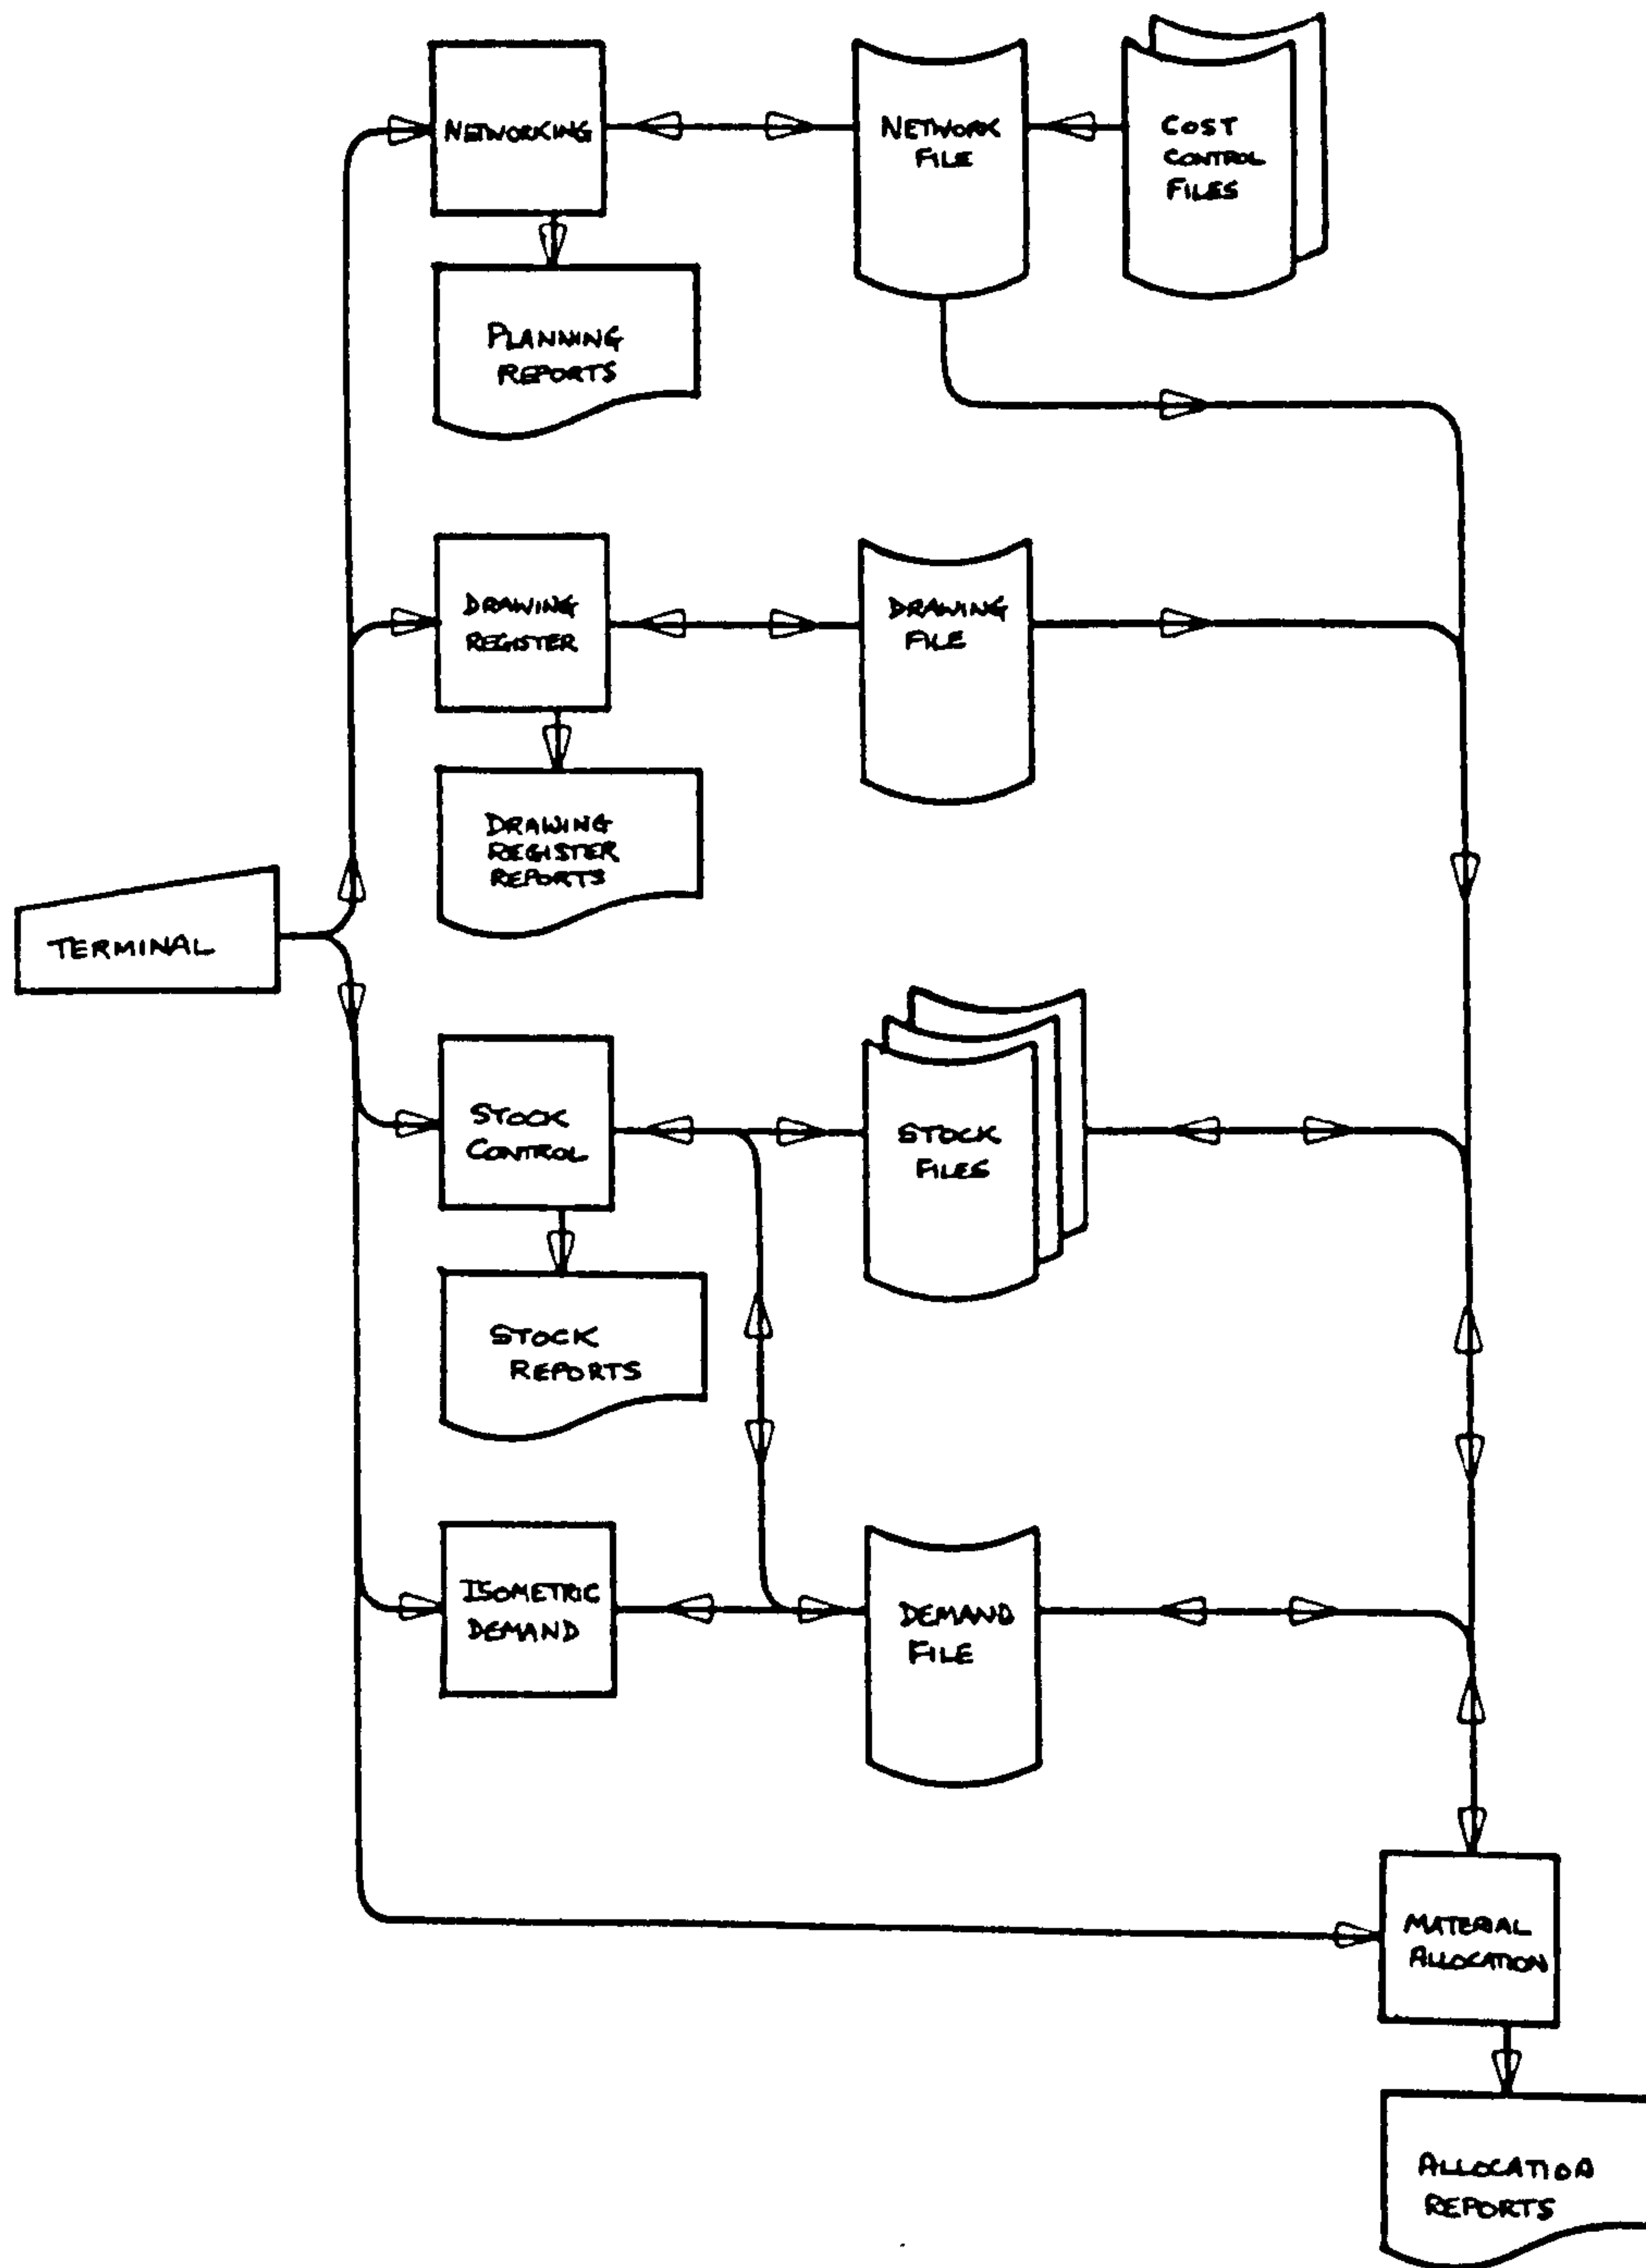 NETWORKING
NETWORK
FILE
COST
CONTROL
FILES
PLANNING
REPORTS
DRAWING
REGISTER
DRAWING
FILE
DRAWING
REGISTER
REPORTS
TERMINAL
STOCK
CONTROL
STOCK
FILES
STOCK
REPORTS
ISOMETRIC
DEMAND
DEMAND
FILE
MATERIAL
ALLOCATION
ALLOCATION
REPORTS